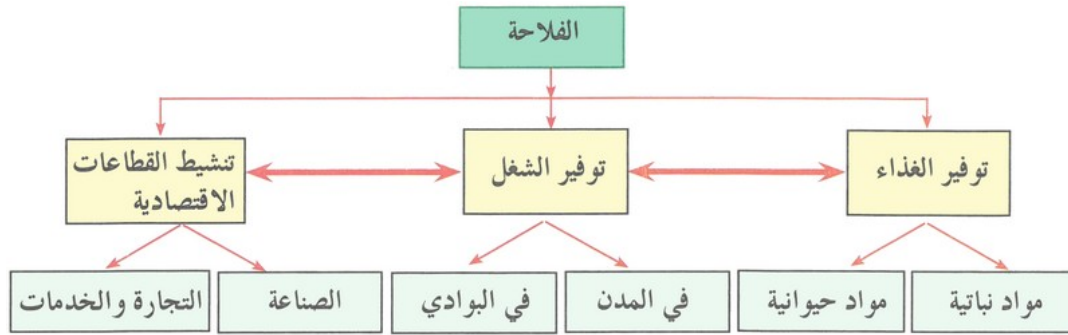 الفلاحة
توفير الغذاء
توفير الشغل
تنشيط القطاعات
الاقتصادية
مواد نباتية
مواد حيوانية
في المدن
في البوادي
الصناعة
التجارة والخدمات